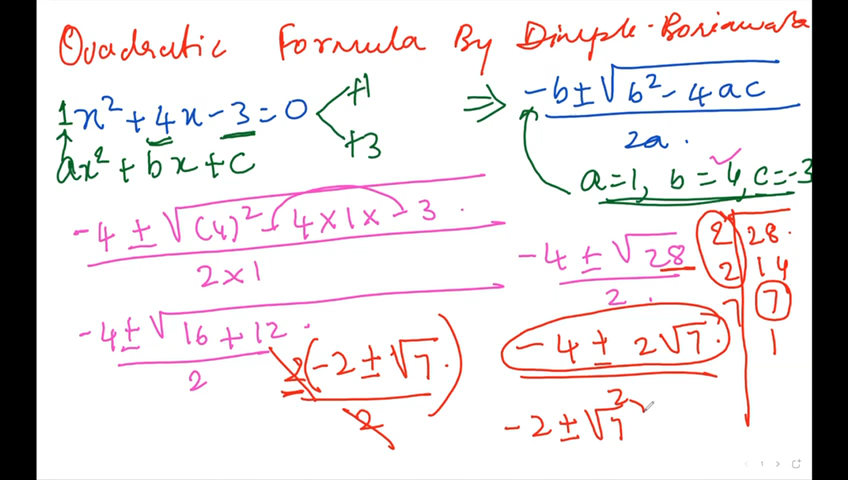 Quadratic Formula By Dimple Boriawala
1x² + 4x - 3 = 0
+1
+3
ax² + bx + c
⇒ -b ± √b² - 4ac
2a.
a=1, b=4, c=-3
-4 ± √(4)² - 4×1×-3.
2×1
-4 ± √16 + 12.
2
2(-2 ± √7.)
2
-4 ± √28
2.
2 28.
2 14
7 7
1
-4 ± 2√7.
2
-2 ± √7